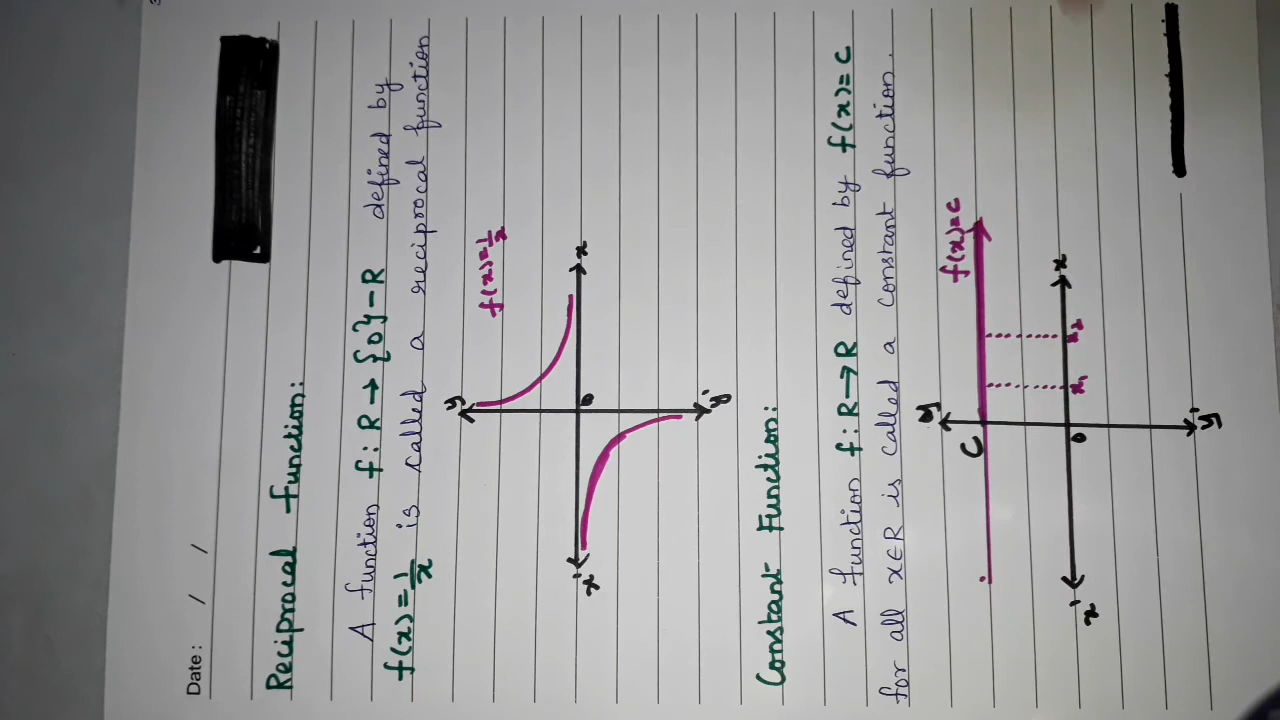 Date: / /
Reciprocal function:
A function f: R → {0} - R defined by
f(x) = 1/x is called a reciprocal function
f(x) = 1/x
y
x' 0 x
y'
Constant Function:
A function f: R → R defined by f(x) = C
for all x ∈ R is called a constant function.
y f(x) = C
C
x' 0 x₁ x₂ x
y'